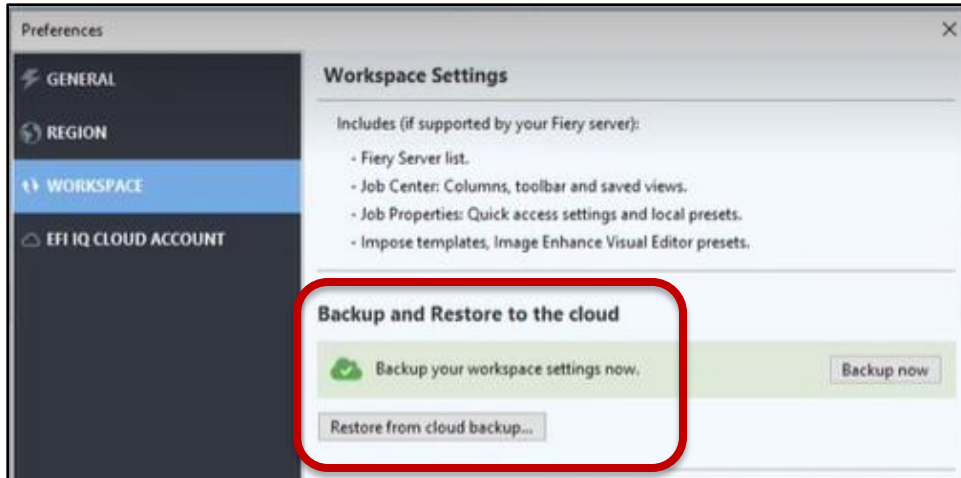 Preferences
GENERAL
REGION
WORKSPACE
EFI IQ CLOUD ACCOUNT
Workspace Settings
Includes (if supported by your Fiery server):
- Fiery Server list.
- Job Center: Columns, toolbar and saved views.
- Job Properties: Quick access settings and local presets.
- Impose templates, Image Enhance Visual Editor presets.
Backup and Restore to the cloud
Backup your workspace settings now.
Backup now
Restore from cloud backup...